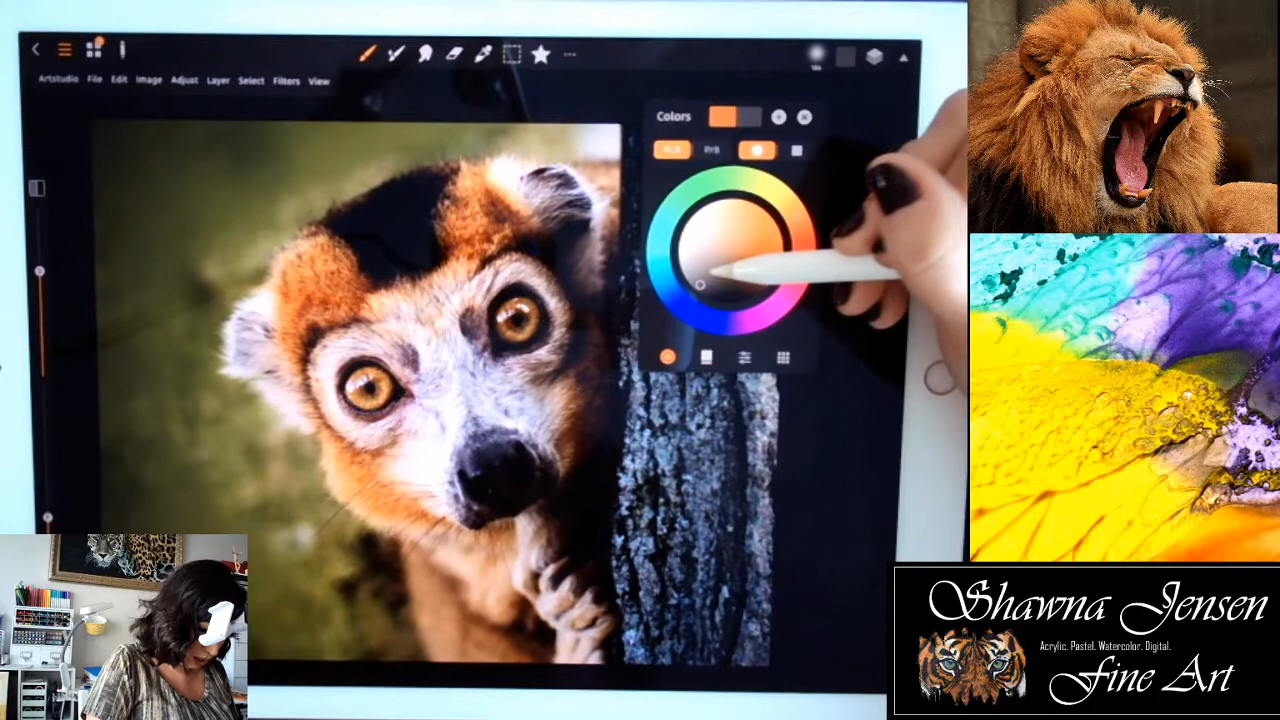 Artstudio File Edit Image Adjust Layer Select Filters View
Colors
RYB
Shawna Jensen
Acrylic. Pastel. Watercolor. Digital.
Fine Art